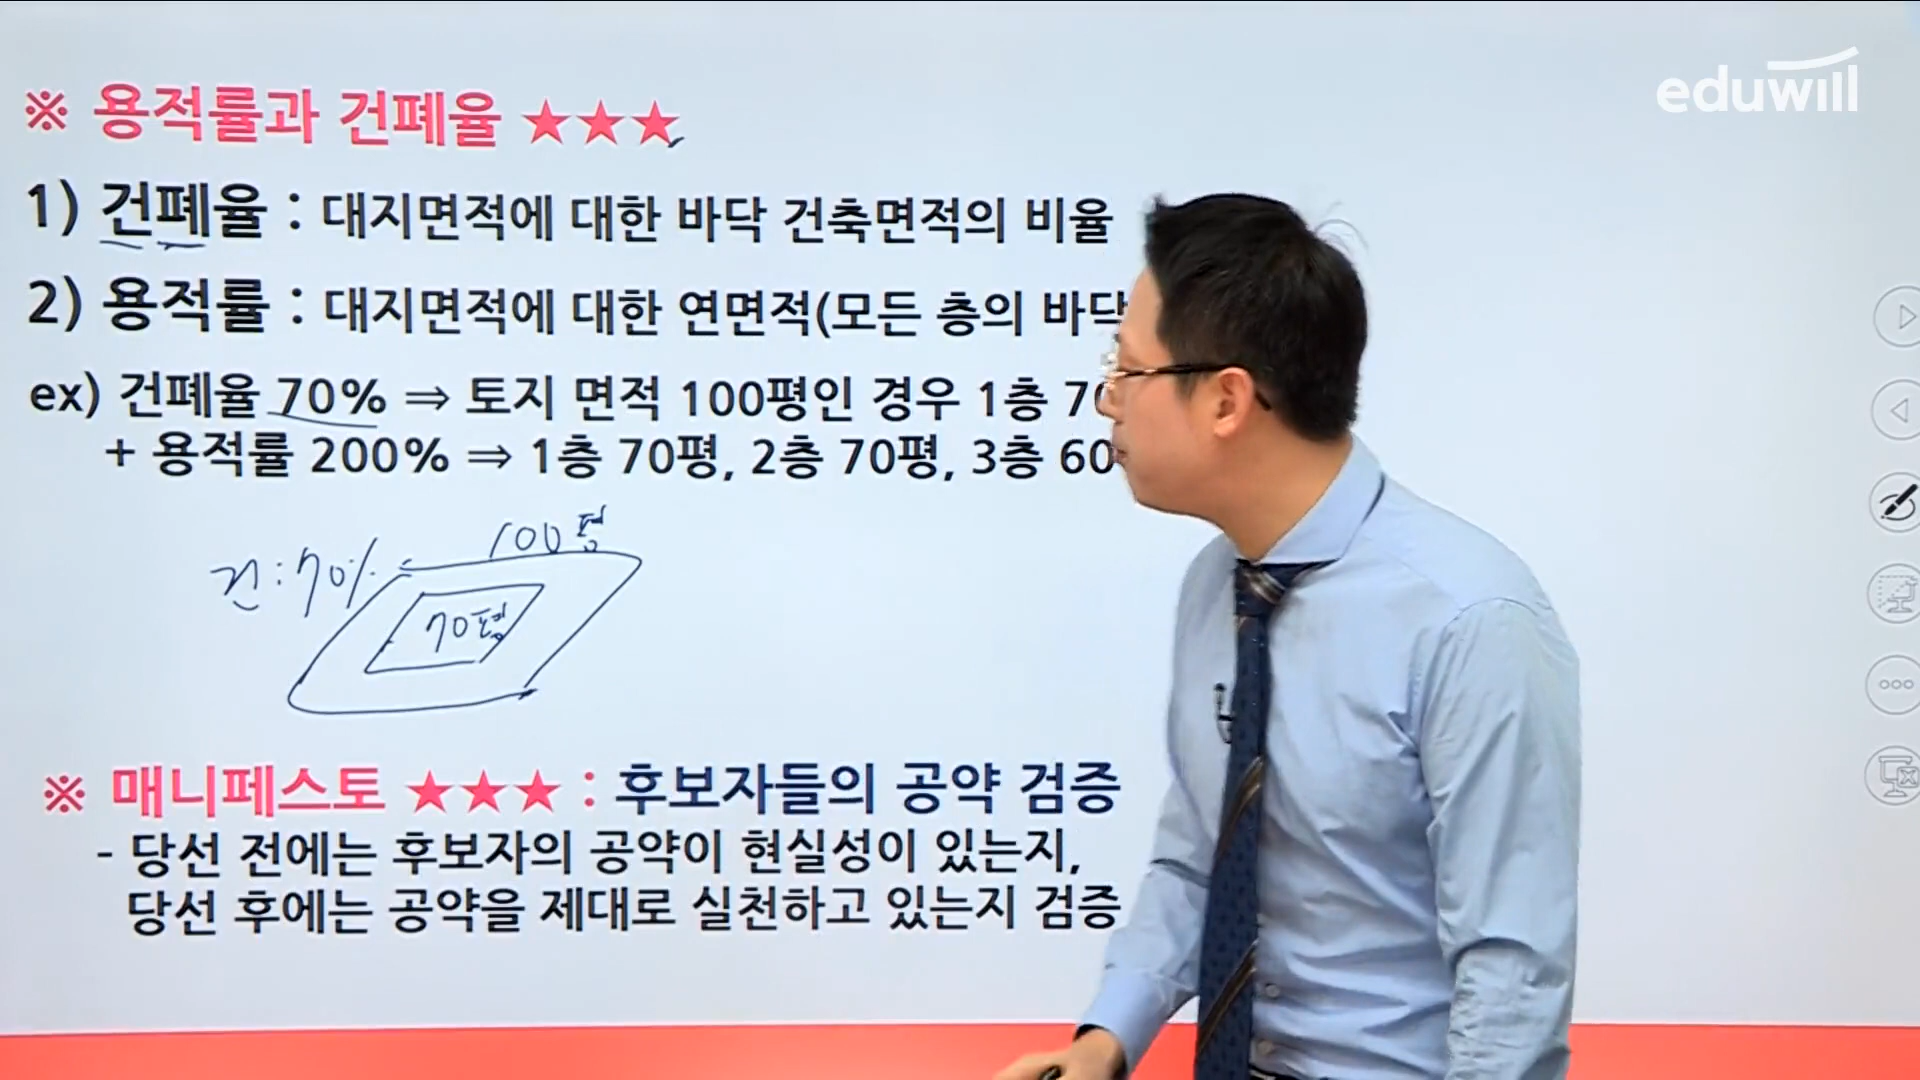 eduwill
※ 용적률과 건폐율 ★★★
1) 건폐율 : 대지면적에 대한 바닥 건축면적의 비율
2) 용적률 : 대지면적에 대한 연면적(모든 층의 바닥
ex) 건폐율 70% ⇒ 토지 면적 100평인 경우 1층 70
+ 용적률 200% ⇒ 1층 70평, 2층 70평, 3층 60
100평
건:70%
70평
※ 매니페스토 ★★★ : 후보자들의 공약 검증
- 당선 전에는 후보자의 공약이 현실성이 있는지,
당선 후에는 공약을 제대로 실천하고 있는지 검증